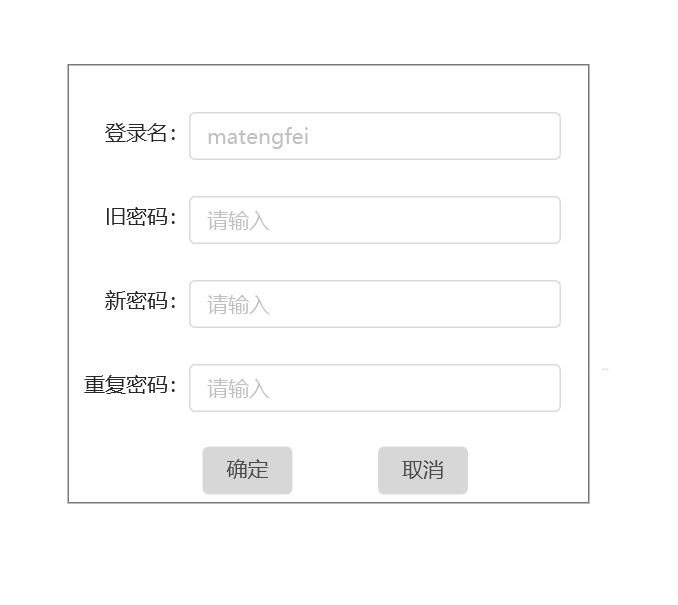 登录名： matengfei
旧密码： 请输入
新密码： 请输入
重复密码： 请输入
确定 取消